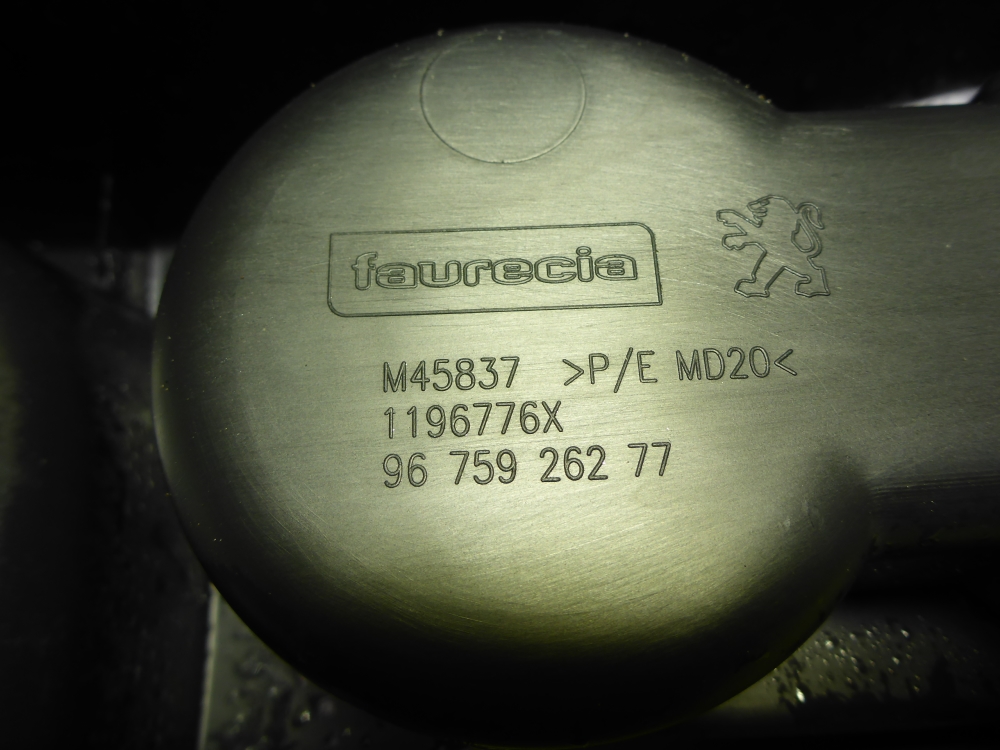 faurecia
M45837 >P/E MD20<
1196776X
96 759 262 77